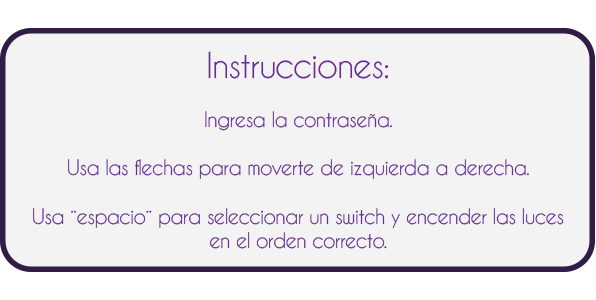 Instrucciones:
Ingresa la contraseña.
Usa las flechas para moverte de izquierda a derecha.
Usa ¨espacio¨ para seleccionar un switch y encender las luces
en el orden correcto.